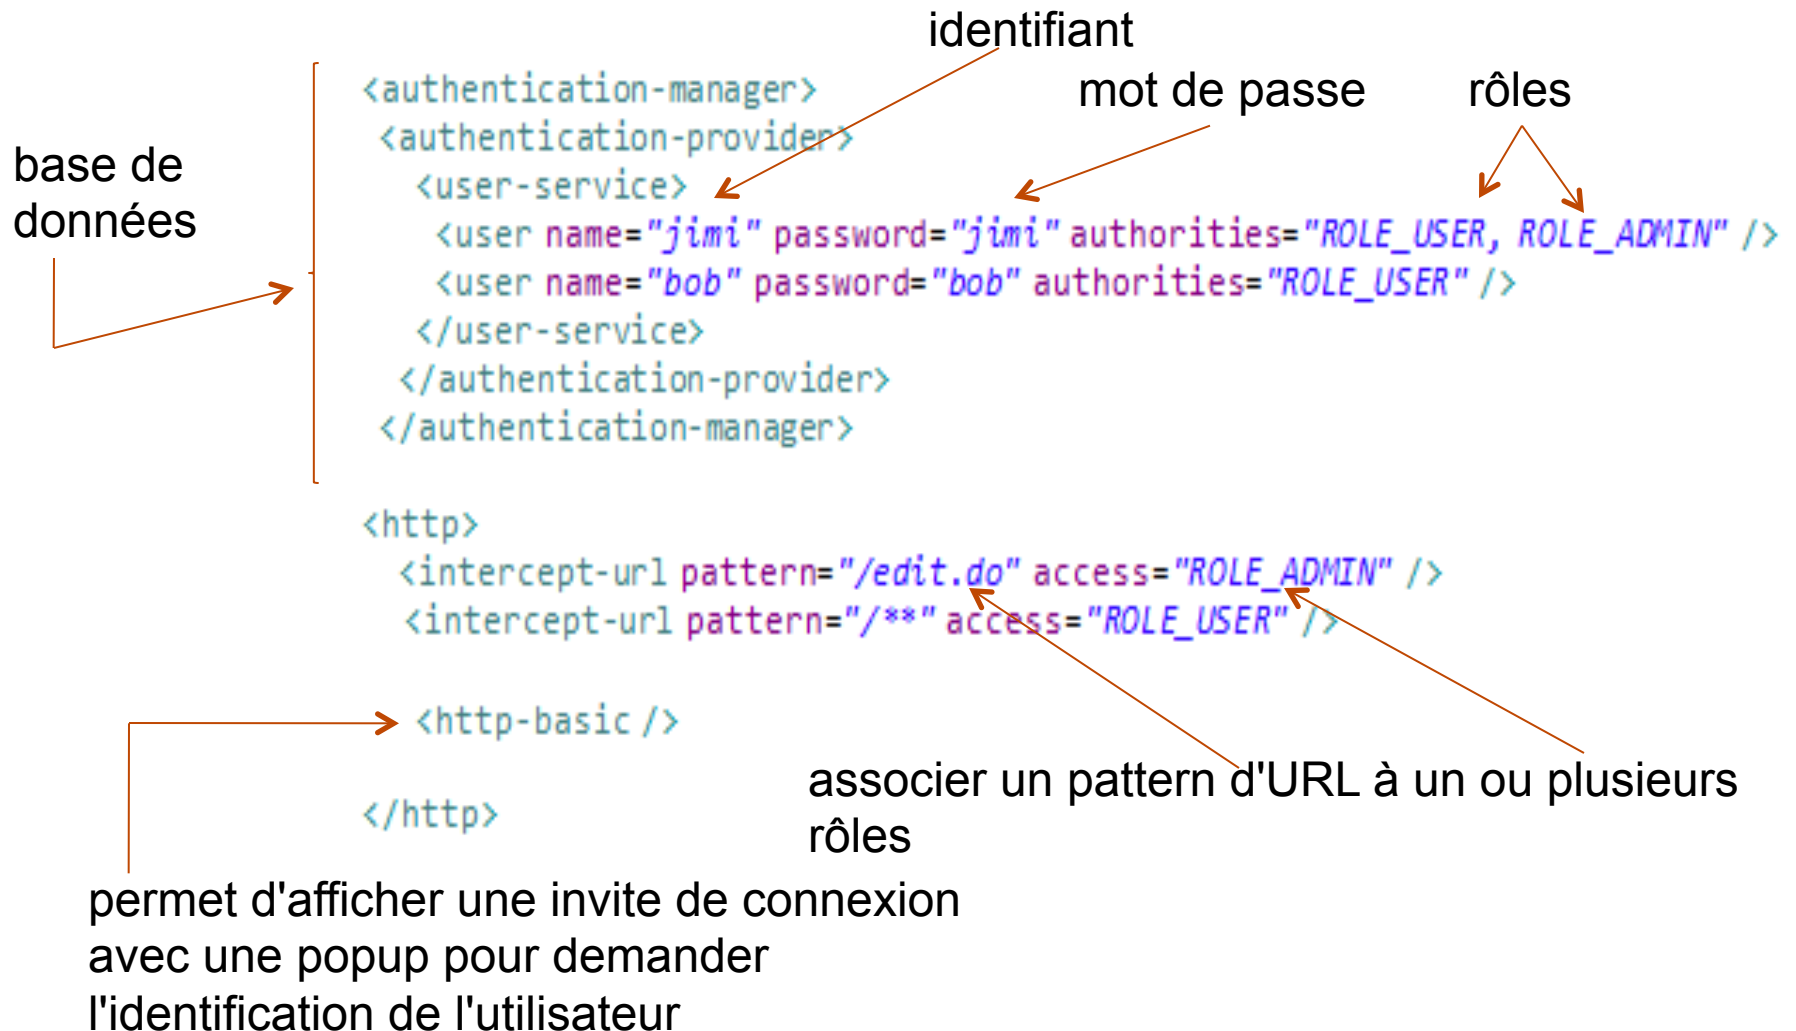 identifiant
mot de passe
rôles
base de
données
<authentication-manager>
<authentication-provider>
<user-service>
<user name="jimi" password="jimi" authorities="ROLE_USER, ROLE_ADMIN" />
<user name="bob" password="bob" authorities="ROLE_USER" />
</user-service>
</authentication-provider>
</authentication-manager>
<http>
<intercept-url pattern="/edit.do" access="ROLE_ADMIN" />
<intercept-url pattern="/**" access="ROLE_USER" />
<http-basic />
</http>
associer un pattern d'URL à un ou plusieurs
rôles
permet d'afficher une invite de connexion
avec une popup pour demander
l'identification de l'utilisateur